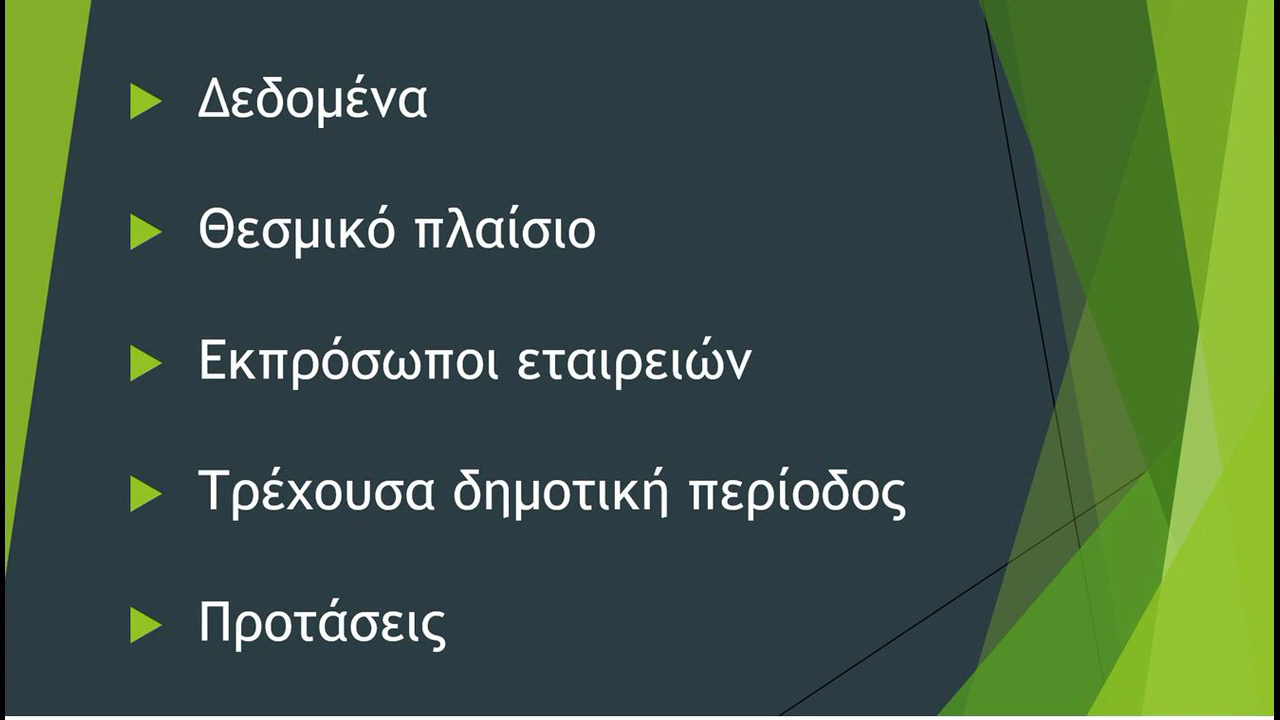 Δεδομένα
Θεσμικό πλαίσιο
Εκπρόσωποι εταιρειών
Τρέχουσα δημοτική περίοδος
Προτάσεις